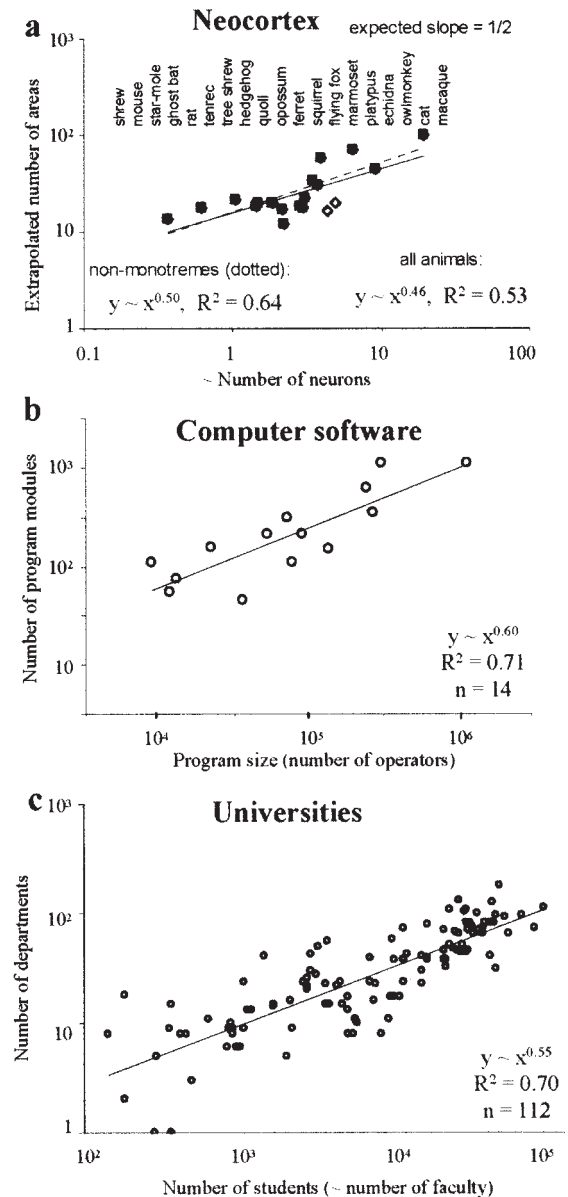 a
Neocortex
expected slope = 1/2
Extrapolated number of areas
10³
10²
10
1
shrew
mouse
star-mole
ghost bat
rat
tenrec
tree shrew
hedgehog
quoll
opossum
ferret
squirrel
flying fox
marmoset
platypus
echidna
owlmonkey
cat
macaque
non-monotremes (dotted):
y ~ x^0.50, R² = 0.64
all animals:
y ~ x^0.46, R² = 0.53
0.1 1 10 100
~ Number of neurons
b
Computer software
Number of program modules
10³
10²
10
y ~ x^0.60
R² = 0.71
n = 14
10⁴ 10⁵ 10⁶
Program size (number of operators)
c
Universities
Number of departments
10³
10²
10
1
y ~ x^0.55
R² = 0.70
n = 112
10² 10³ 10⁴ 10⁵
Number of students (~ number of faculty)